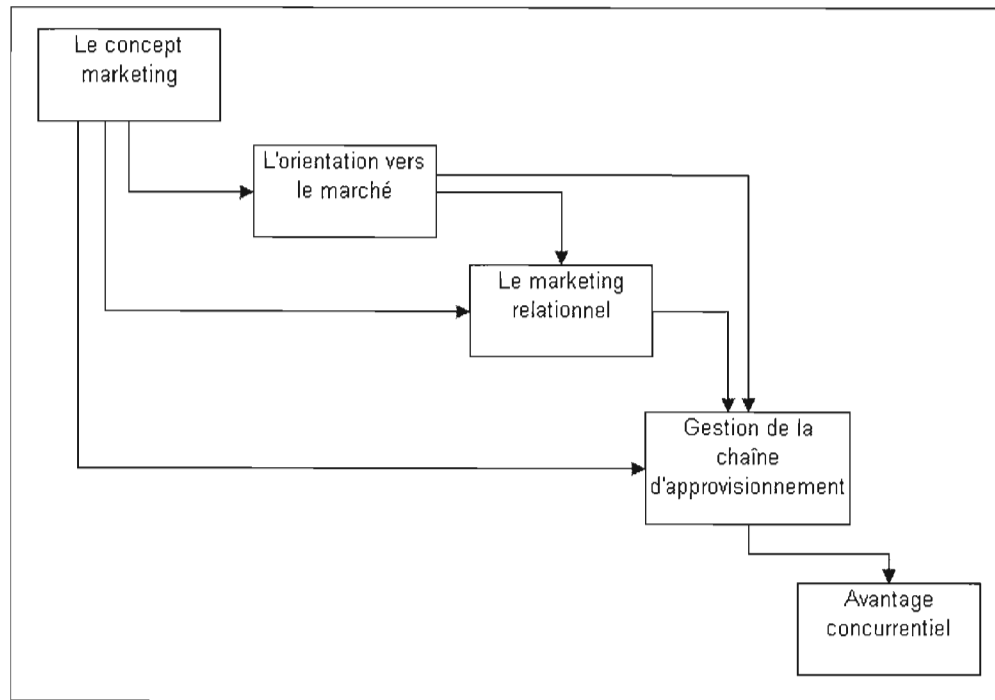 Le concept
marketing
L'orientation vers
le marché
Le marketing
relationnel
Gestion de la
chaîne
d'approvisionnement
Avantage
concurrentiel